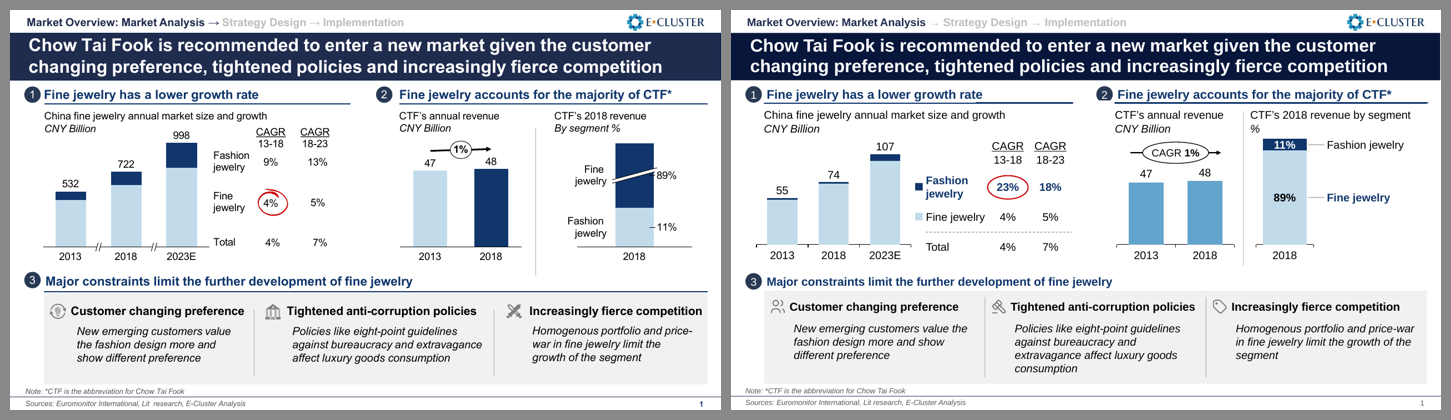 Market Overview: Market Analysis → Strategy Design → Implementation
E·CLUSTER
Chow Tai Fook is recommended to enter a new market given the customer
changing preference, tightened policies and increasingly fierce competition
1 Fine jewelry has a lower growth rate
China fine jewelry annual market size and growth
CNY Billion
CAGR
13-18
CAGR
18-23
998
722
532
Fashion
jewelry
9%
13%
Fine
jewelry
4%
5%
Total
4%
7%
2013
2018
2023E
2 Fine jewelry accounts for the majority of CTF*
CTF's annual revenue
CNY Billion
1%
47
48
2013
2018
CTF's 2018 revenue
By segment %
Fine
jewelry
89%
Fashion
jewelry
11%
2018
3 Major constraints limit the further development of fine jewelry
Customer changing preference
New emerging customers value
the fashion design more and
show different preference
Tightened anti-corruption policies
Policies like eight-point guidelines
against bureaucracy and extravagance
affect luxury goods consumption
Increasingly fierce competition
Homogenous portfolio and price-
war in fine jewelry limit the
growth of the segment
Note: *CTF is the abbreviation for Chow Tai Fook
Sources: Euromonitor International, Lit research, E-Cluster Analysis
1
Market Overview: Market Analysis → Strategy Design → Implementation
E·CLUSTER
Chow Tai Fook is recommended to enter a new market given the customer
changing preference, tightened policies and increasingly fierce competition
1 Fine jewelry has a lower growth rate
China fine jewelry annual market size and growth
CNY Billion
CAGR
13-18
CAGR
18-23
107
74
55
Fashion
jewelry
23%
18%
Fine jewelry
4%
5%
Total
4%
7%
2013
2018
2023E
2 Fine jewelry accounts for the majority of CTF*
CTF's annual revenue
CNY Billion
CAGR 1%
47
48
2013
2018
CTF's 2018 revenue by segment
%
11%
Fashion jewelry
89%
Fine jewelry
2018
3 Major constraints limit the further development of fine jewelry
Customer changing preference
New emerging customers value the
fashion design more and show
different preference
Tightened anti-corruption policies
Policies like eight-point guidelines
against bureaucracy and
extravagance affect luxury goods
consumption
Increasingly fierce competition
Homogenous portfolio and price-war
in fine jewelry limit the growth of the
segment
Note: *CTF is the abbreviation for Chow Tai Fook
Sources: Euromonitor International, Lit research, E-Cluster Analysis
1